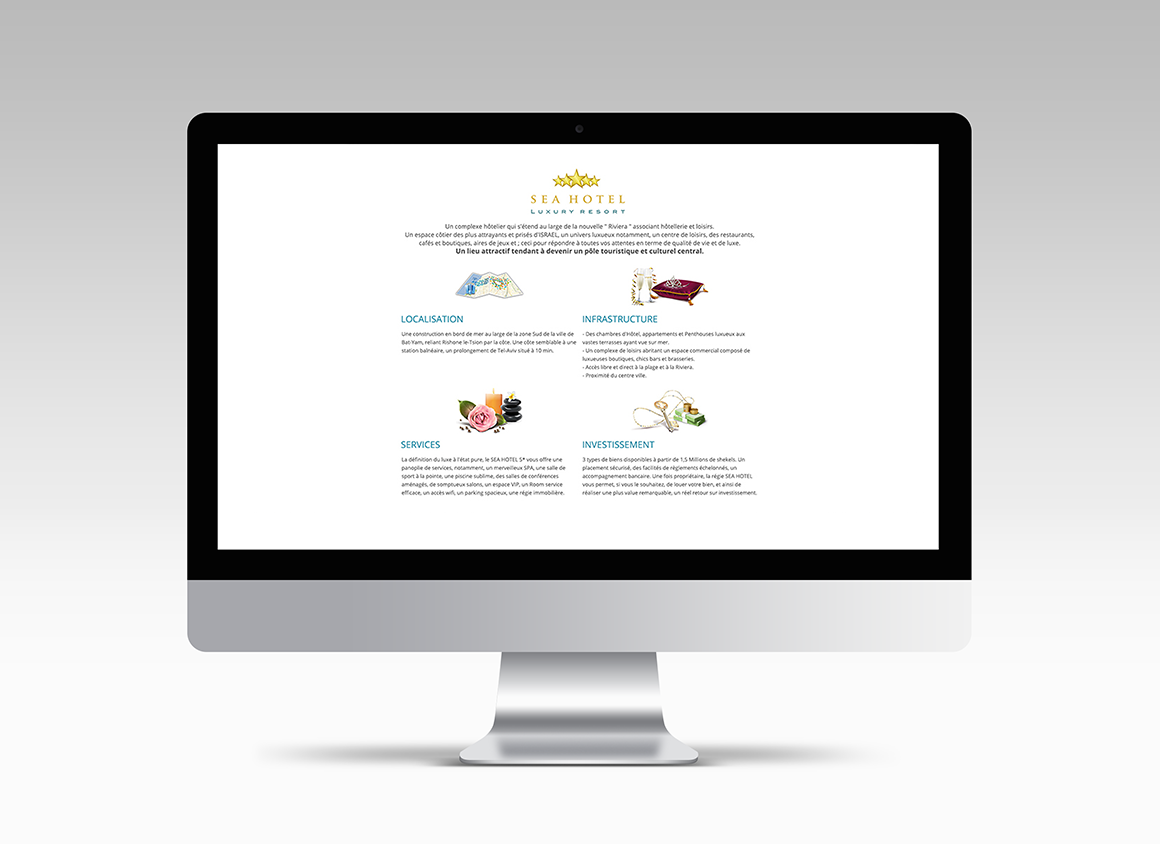 SEA HOTEL
LUXURY RESORT
Un complexe hôtelier qui s'étend au large de la nouvelle " Riviera " associant hôtellerie et loisirs.
Un espace côtier des plus attrayants et prisés d'ISRAEL, un univers luxueux notamment, un centre de loisirs, des restaurants,
cafés et boutiques, aires de jeux et ; ceci pour répondre à toutes vos attentes en terme de qualité de vie et de luxe.
Un lieu attractif tendant à devenir un pôle touristique et culturel central.
LOCALISATION
Une construction en bord de mer au large de la zone Sud de la ville de
Bat-Yam, reliant Rishone le-Tsion par la côte. Une côte semblable à une
station balnéaire, un prolongement de Tel-Aviv situé à 10 min.
INFRASTRUCTURE
- Des chambres d'Hôtel, appartements et Penthouses luxueux aux
vastes terrasses ayant vue sur mer.
- Un complexe de loisirs abritant un espace commercial composé de
luxueuses boutiques, chics bars et brasseries.
- Accès libre et direct à la plage et à la Riviera.
- Proximité du centre ville.
SERVICES
La définition du luxe à l'état pure, le SEA HOTEL 5* vous offre une
panoplie de services, notamment, un merveilleux SPA, une salle de
sport à la pointe, une piscine sublime, des salles de conférences
aménagés, de somptueux salons, un espace VIP, un Room service
efficace, un accès wifi, un parking spacieux, une régie immobilière.
INVESTISSEMENT
3 types de biens disponibles à partir de 1,5 Millions de shekels. Un
placement sécurisé, des facilités de règlements échelonnés, un
accompagnement bancaire. Une fois propriétaire, la régie SEA HOTEL
vous permet, si vous le souhaitez, de louer votre bien, et ainsi de
réaliser une plus value remarquable, un réel retour sur investissement.